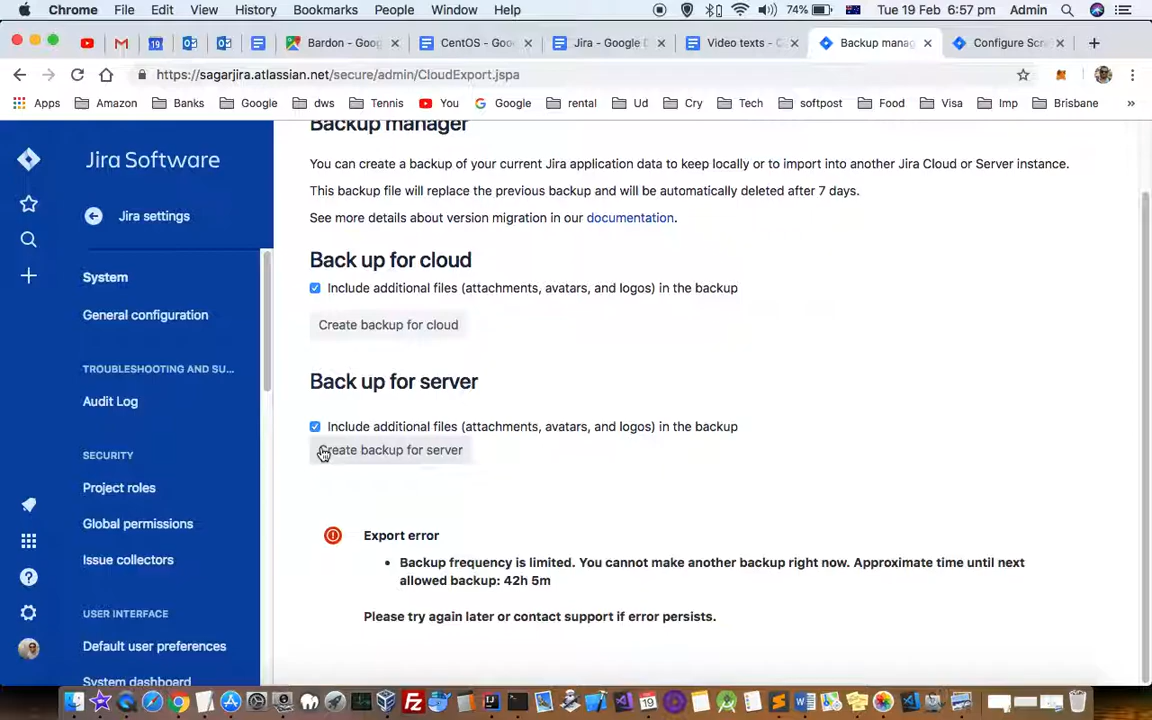 Chrome File Edit View History Bookmarks People Window Help 74% Tue 19 Feb 6:57 pm Admin
Bardon - Goog CentOS - Goo Jira - Google D Video texts - G Backup manag Configure Scre
https://sagarjira.atlassian.net/secure/admin/CloudExport.jspa
Apps Amazon Banks Google dws Tennis You Google rental Ud Cry Tech softpost Food Visa Imp Brisbane »
Jira Software
Jira settings
System
General configuration
TROUBLESHOOTING AND SU...
Audit Log
SECURITY
Project roles
Global permissions
Issue collectors
USER INTERFACE
Default user preferences
System dashboard
Backup manager
You can create a backup of your current Jira application data to keep locally or to import into another Jira Cloud or Server instance.
This backup file will replace the previous backup and will be automatically deleted after 7 days.
See more details about version migration in our documentation.
Back up for cloud
Include additional files (attachments, avatars, and logos) in the backup
Create backup for cloud
Back up for server
Include additional files (attachments, avatars, and logos) in the backup
Create backup for server
Export error
• Backup frequency is limited. You cannot make another backup right now. Approximate time until next
allowed backup: 42h 5m
Please try again later or contact support if error persists.